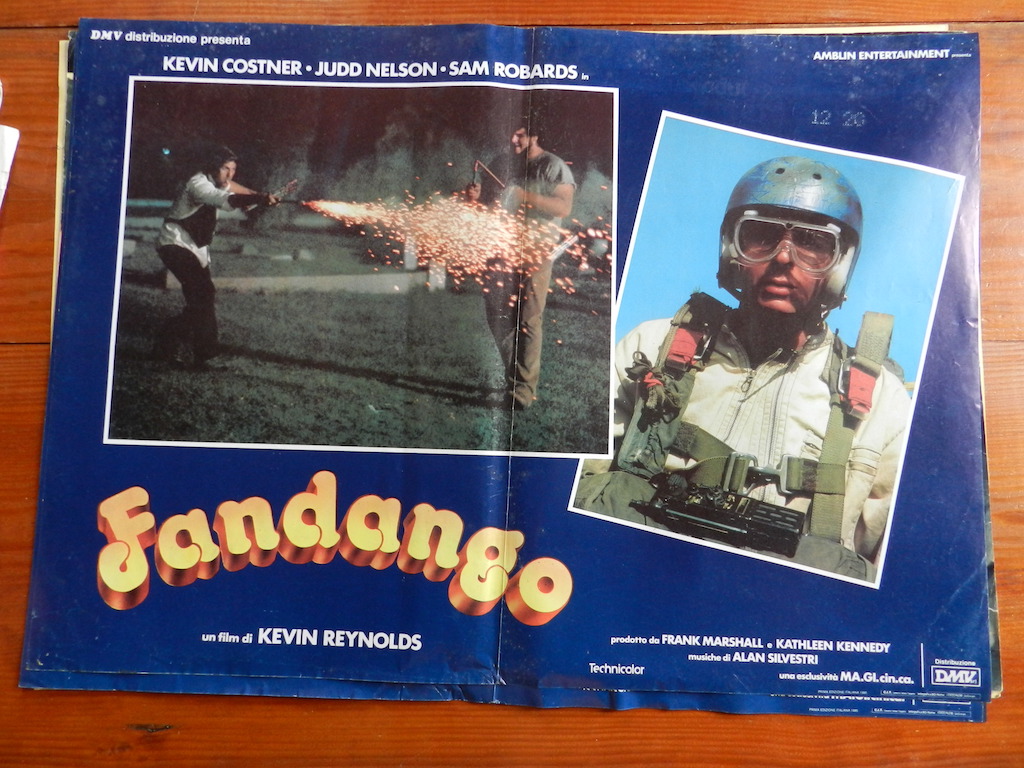 DMV distribuzione presenta
KEVIN COSTNER • JUDD NELSON • SAM ROBARDS in
AMBLIN ENTERTAINMENT presenta
12 26
Fandango
un film di KEVIN REYNOLDS
prodotto da FRANK MARSHALL e KATHLEEN KENNEDY
musiche di ALAN SILVESTRI
Technicolor
una esclusività MA.GI.cin.ca.
Distribuzione
DMV